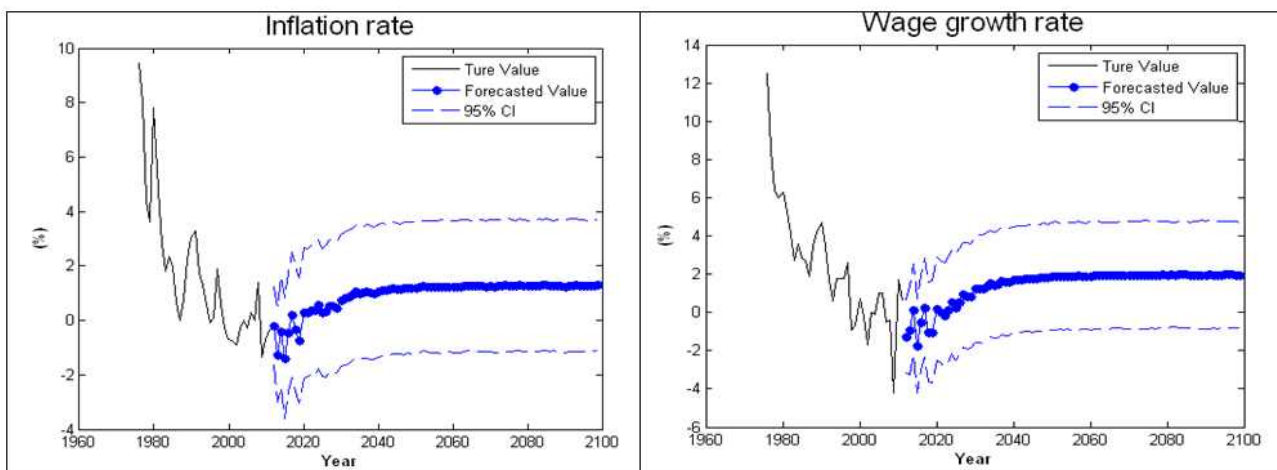 Inflation rate
10
8
6
4
2
0
-2
-4
(%)
Ture Value
Forecasted Value
95% CI
1960 1980 2000 2020 2040 2060 2080 2100
Year
Wage growth rate
14
12
10
8
6
4
2
0
-2
-4
-6
(%)
Ture Value
Forecasted Value
95% CI
1960 1980 2000 2020 2040 2060 2080 2100
Year